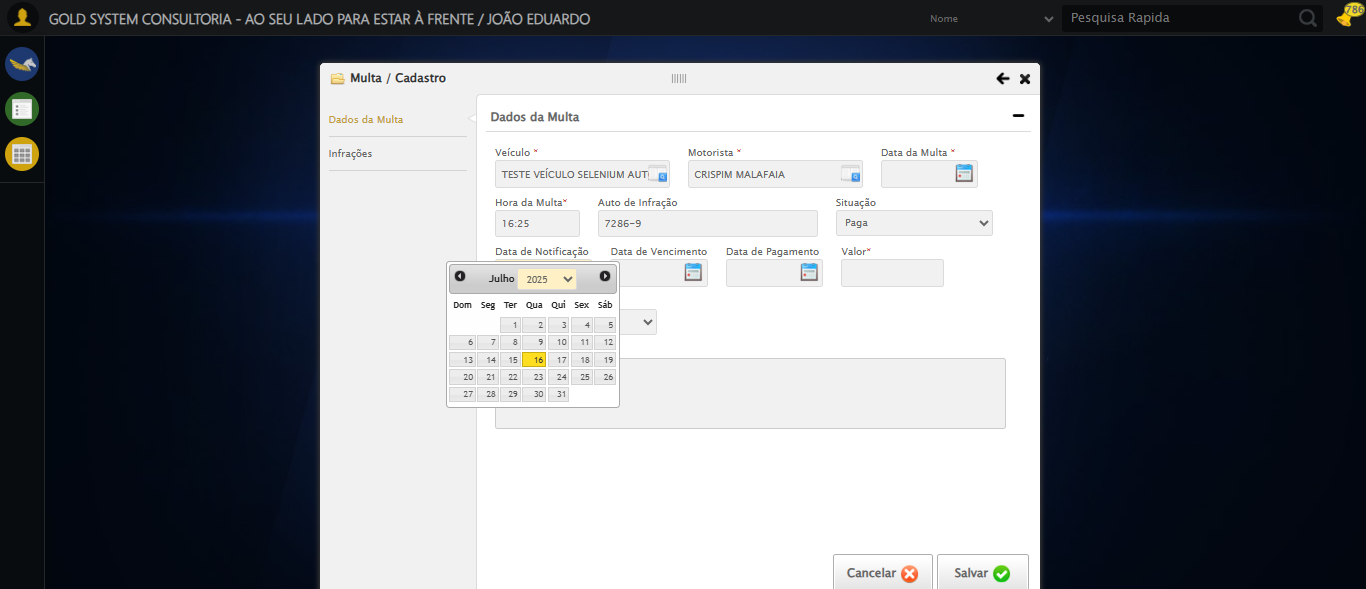 GOLD SYSTEM CONSULTORIA - AO SEU LADO PARA ESTAR À FRENTE / JOÃO EDUARDO
Nome
Pesquisa Rapida
786
Multa / Cadastro
Dados da Multa
Infrações
Dados da Multa
Veículo * Motorista * Data da Multa *
TESTE VEÍCULO SELENIUM AUT CRISPIM MALAFAIA
Hora da Multa* Auto de Infração Situação
16:25 7286-9 Paga
Data de Notificação Data de Vencimento Data de Pagamento Valor*
Julho 2025
Dom Seg Ter Qua Qui Sex Sáb
1 2 3 4 5
6 7 8 9 10 11 12
13 14 15 16 17 18 19
20 21 22 23 24 25 26
27 28 29 30 31
Cancelar Salvar